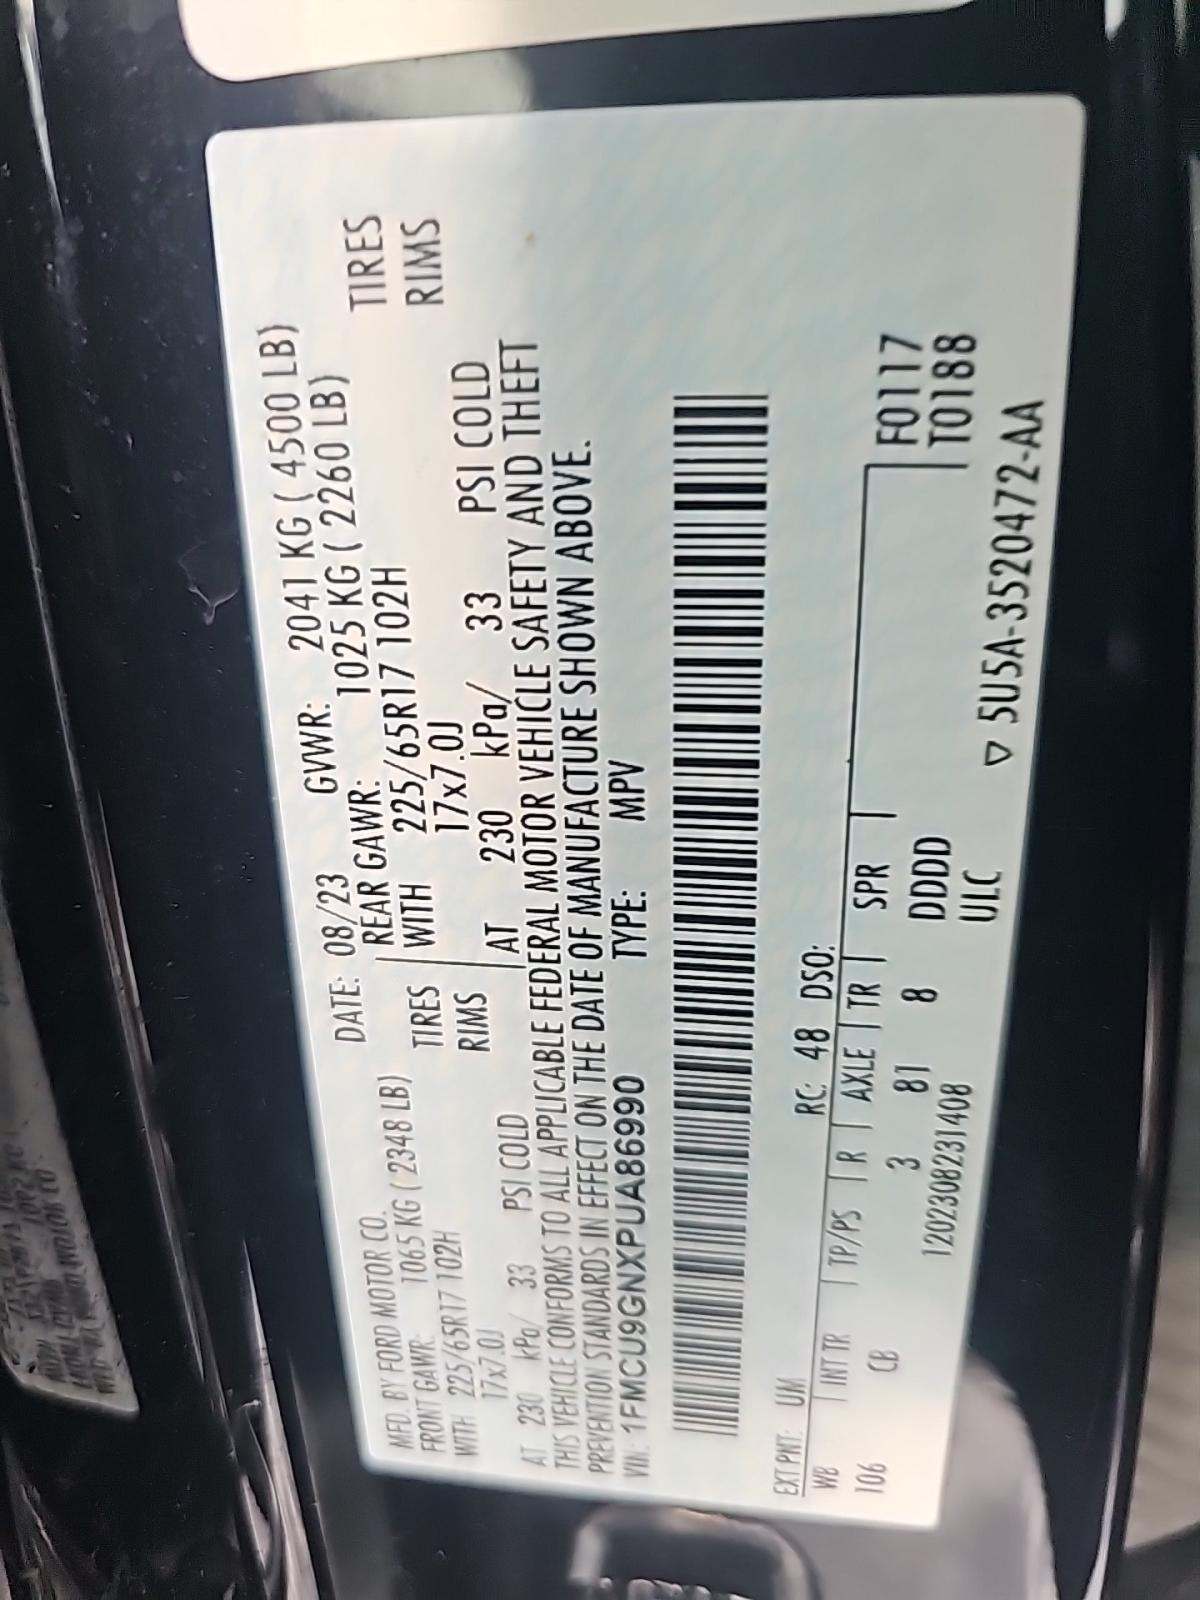 MFD. BY FORD MOTOR CO.
DATE: 08/23 GVWR: 2041 KG ( 4500 LB)
FRONT GAWR: 1065 KG ( 2348 LB) REAR GAWR: 1025 KG ( 2260 LB)
WITH 225/65R17 102H TIRES WITH 225/65R17 102H TIRES
17x7.0J RIMS 17x7.0J RIMS
AT 230 kPa/ 33 PSI COLD AT 230 kPa/ 33 PSI COLD
THIS VEHICLE CONFORMS TO ALL APPLICABLE FEDERAL MOTOR VEHICLE SAFETY AND THEFT
PREVENTION STANDARDS IN EFFECT ON THE DATE OF MANUFACTURE SHOWN ABOVE.
VIN: 1FMCU9GNXPUA86990 TYPE: MPV
EXT PNT: UM RC: 48 DSO:
WB INT TR TP/PS R AXLE TR SPR F0117
106 CB 3 81 8 DDDD T0188
1202308231408 ULC
▽ 5U5A-3520472-AA